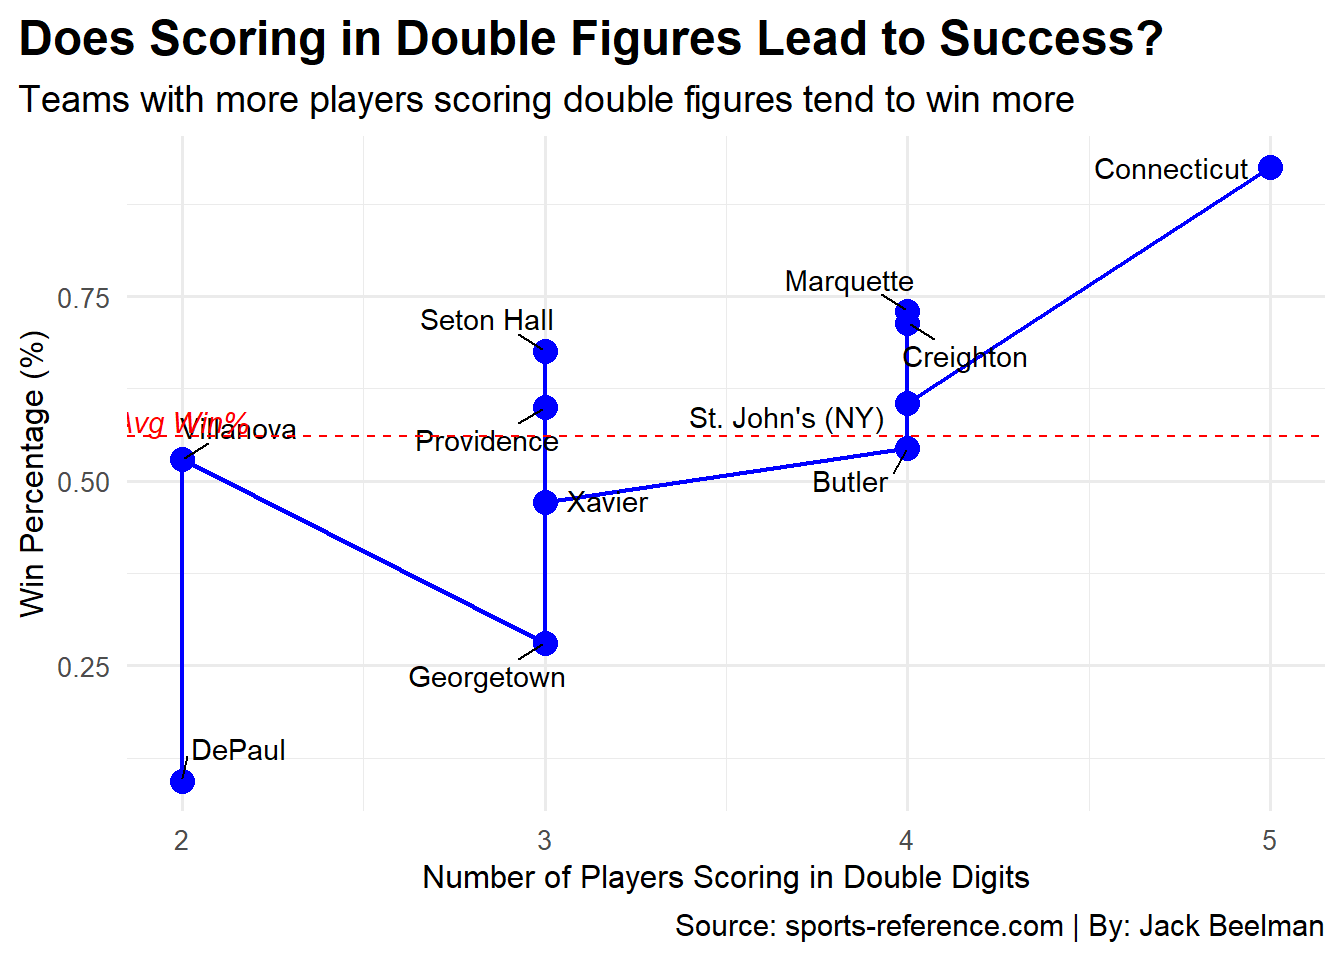 Does Scoring in Double Figures Lead to Success?
Teams with more players scoring double figures tend to win more
Connecticut
Marquette
0.75
Seton Hall
Creighton
St. John's (NY)
Avg Win%
Villanova
Providence
0.50
Butler
Xavier
Win Percentage (%)
0.25
Georgetown
DePaul
2
3
4
5
Number of Players Scoring in Double Digits
Source: sports-reference.com | By: Jack Beelman